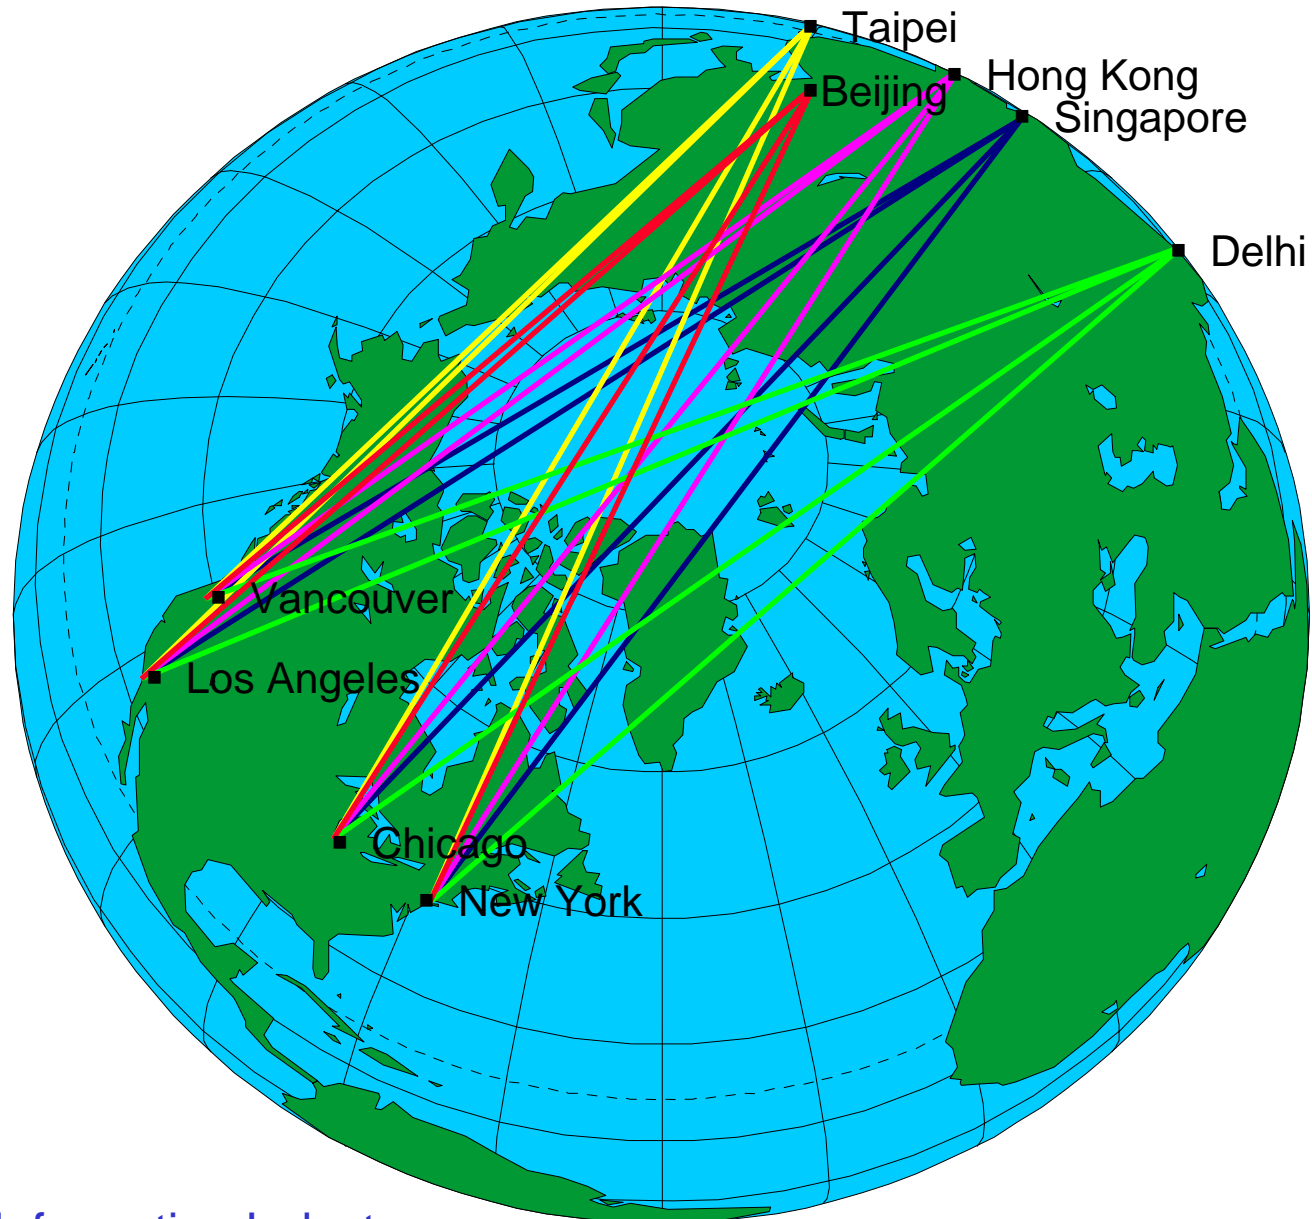 Taipei
Beijing
Hong Kong
Singapore
Delhi
Vancouver
Los Angeles
Chicago
New York